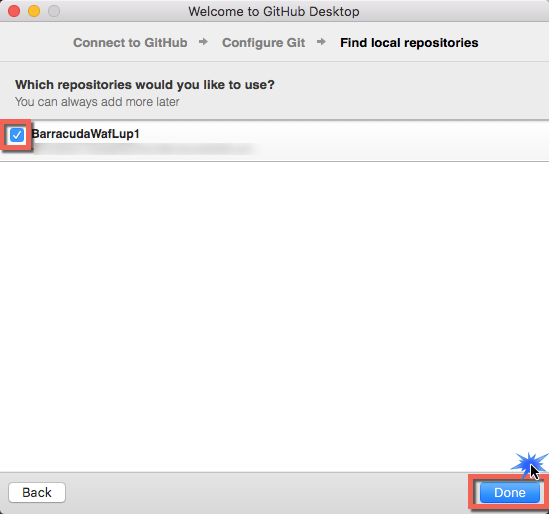 Welcome to GitHub Desktop
Connect to GitHub → Configure Git → Find local repositories
Which repositories would you like to use?
You can always add more later
BarracudaWafLup1
Back
Done